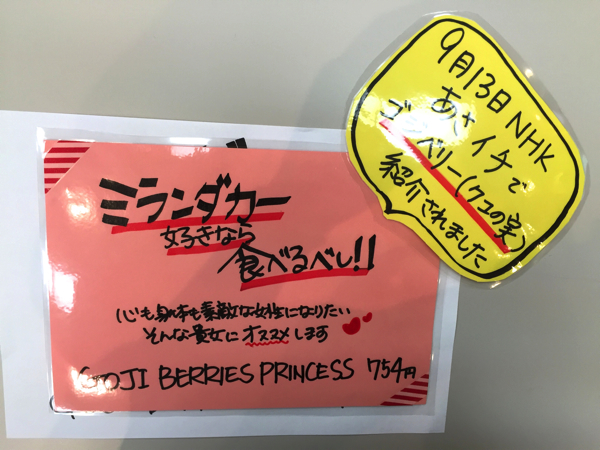 9月13日 NHK
あさイチで
ゴジベリー(クコの実)
紹介されました
ミランダカー
好きなら
食べるべし!!
心も身体も素敵な女性になりたい
そんな貴女にオススメします
GOJI BERRIES PRINCESS 754円